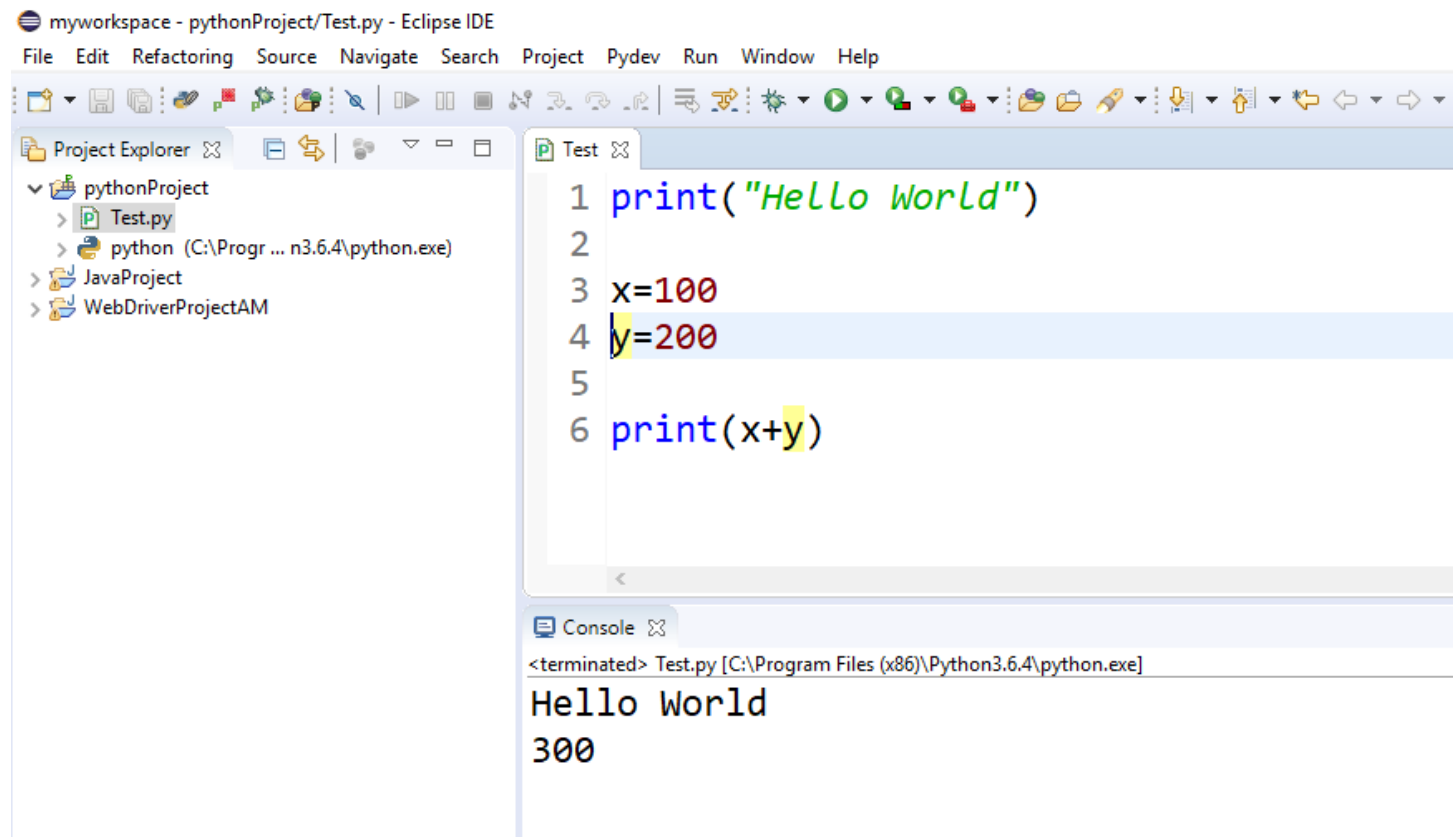 myworkspace - pythonProject/Test.py - Eclipse IDE
File Edit Refactoring Source Navigate Search Project Pydev Run Window Help
Project Explorer
pythonProject
Test.py
python (C:\Progr ... n3.6.4\python.exe)
JavaProject
WebDriverProjectAM
Test
1 print("Hello World")
2
3 x=100
4 y=200
5
6 print(x+y)
Console
<terminated> Test.py [C:\Program Files (x86)\Python3.6.4\python.exe]
Hello World
300